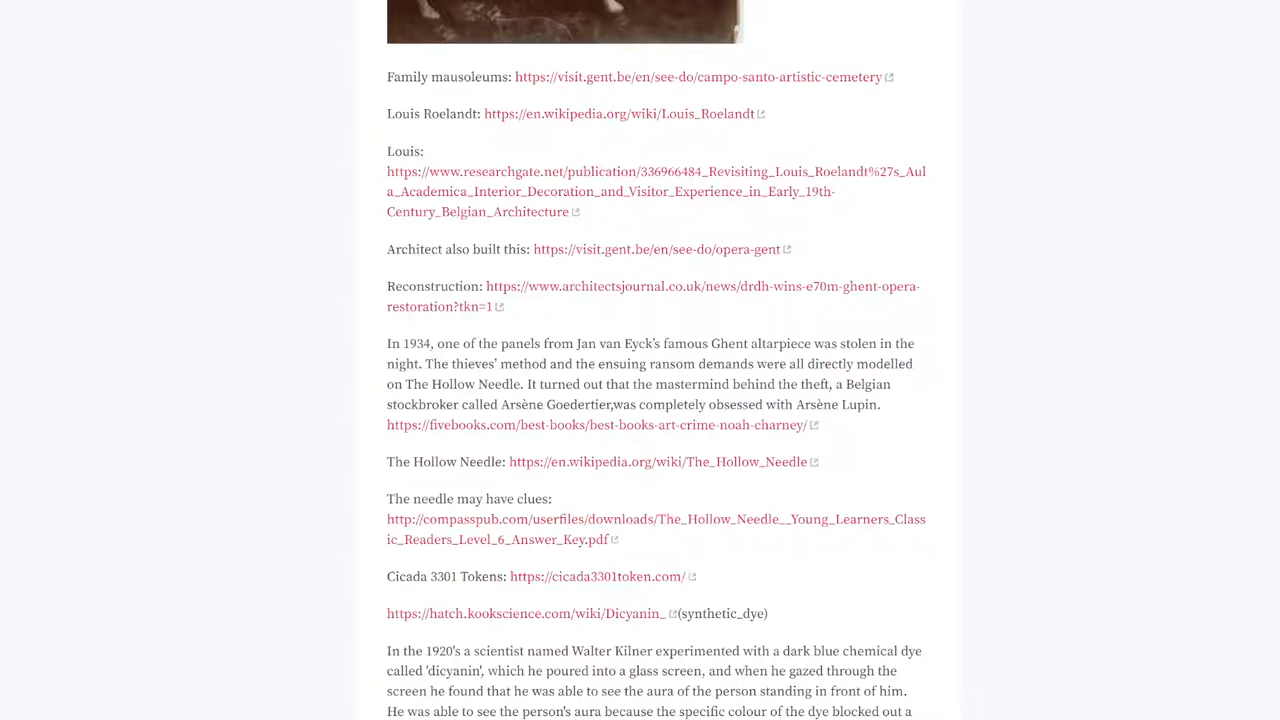 Family mausoleums: https://visit.gent.be/en/see-do/campo-santo-artistic-cemetery
Louis Roelandt: https://en.wikipedia.org/wiki/Louis_Roelandt
Louis:
https://www.researchgate.net/publication/336966484_Revisiting_Louis_Roelandt%27s_Aul
a_Academica_Interior_Decoration_and_Visitor_Experience_in_Early_19th-
Century_Belgian_Architecture
Architect also built this: https://visit.gent.be/en/see-do/opera-gent
Reconstruction: https://www.architectsjournal.co.uk/news/drdh-wins-e70m-ghent-opera-
restoration?tkn=1
In 1934, one of the panels from Jan van Eyck's famous Ghent altarpiece was stolen in the
night. The thieves' method and the ensuing ransom demands were all directly modelled
on The Hollow Needle. It turned out that the mastermind behind the theft, a Belgian
stockbroker called Arsène Goedertier,was completely obsessed with Arsène Lupin.
https://fivebooks.com/best-books/best-books-art-crime-noah-charney/
The Hollow Needle: https://en.wikipedia.org/wiki/The_Hollow_Needle
The needle may have clues:
http://compasspub.com/userfiles/downloads/The_Hollow_Needle__Young_Learners_Class
ic_Readers_Level_6_Answer_Key.pdf
Cicada 3301 Tokens: https://cicada3301token.com/
https://hatch.kookscience.com/wiki/Dicyanin_ (synthetic_dye)
In the 1920's a scientist named Walter Kilner experimented with a dark blue chemical dye
called 'dicyanin', which he poured into a glass screen, and when he gazed through the
screen he found that he was able to see the aura of the person standing in front of him.
He was able to see the person's aura because the specific colour of the dye blocked out a